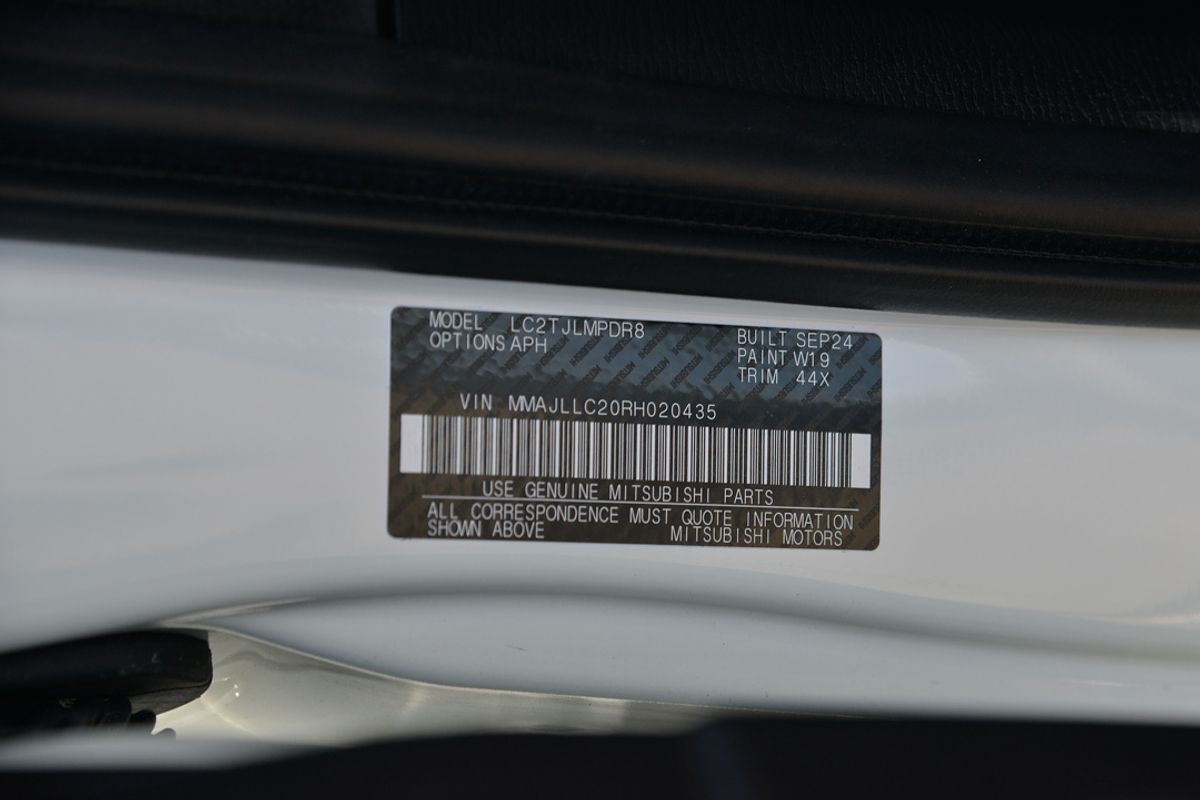 MODEL LC2TJLMPDR8
OPTIONS APH
BUILT SEP24
PAINT W19
TRIM 44X
VIN MMAJLLC20RH020435
USE GENUINE MITSUBISHI PARTS
ALL CORRESPONDENCE MUST QUOTE INFORMATION
SHOWN ABOVE MITSUBISHI MOTORS